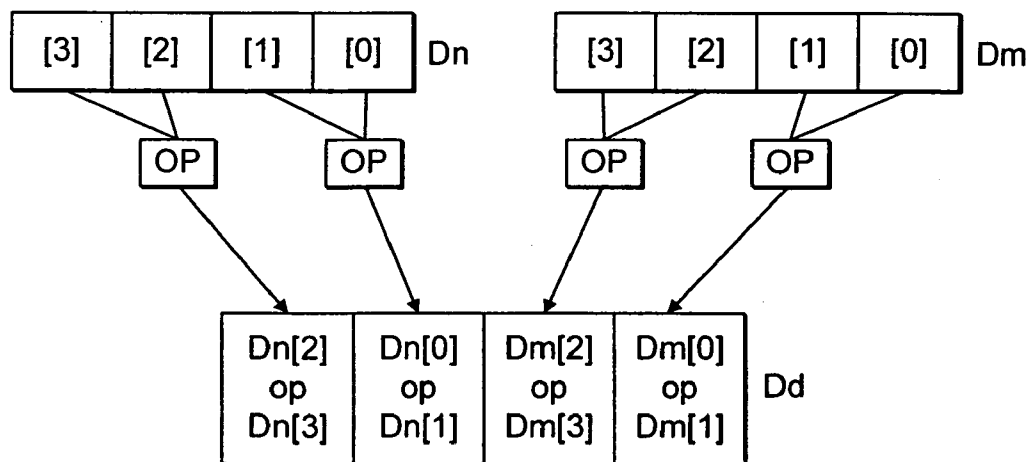 [3] [2] [1] [0] Dn
[3] [2] [1] [0] Dm
OP OP OP OP
Dn[2] Dn[0] Dm[2] Dm[0]
op op op op Dd
Dn[3] Dn[1] Dm[3] Dm[1]